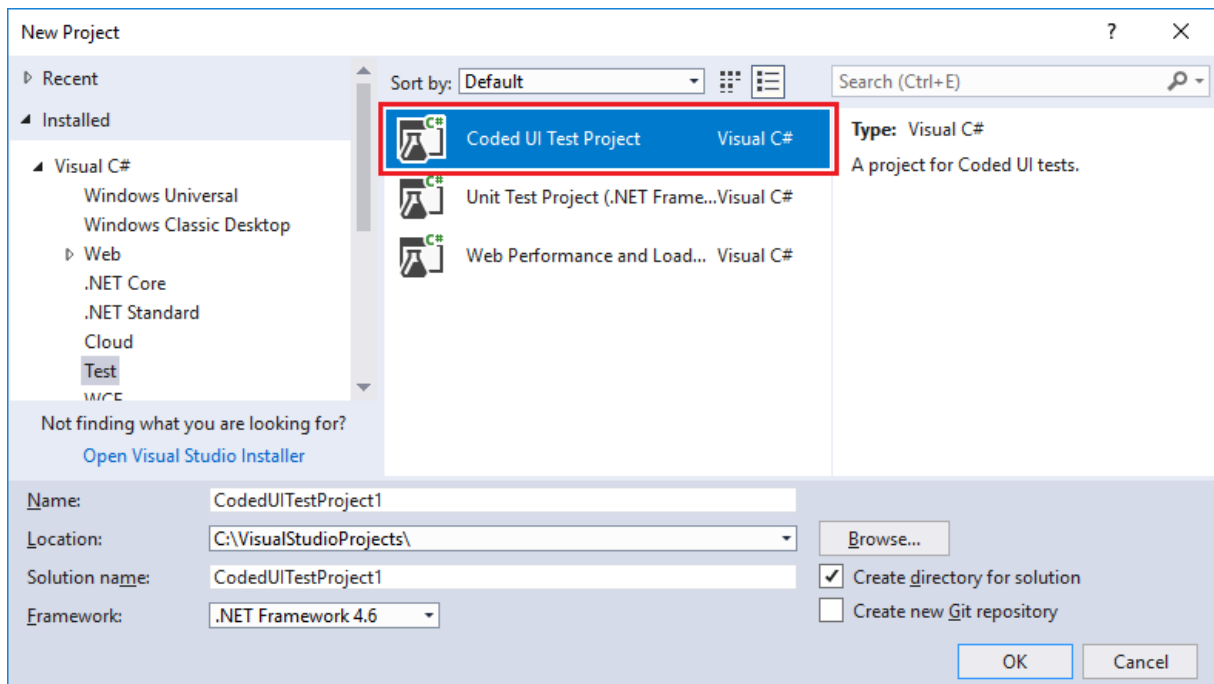 New Project
?
Recent
Installed
Visual C#
Windows Universal
Windows Classic Desktop
Web
.NET Core
.NET Standard
Cloud
Test
WCF
Not finding what you are looking for?
Open Visual Studio Installer
Sort by: Default
C# Coded UI Test Project Visual C#
C# Unit Test Project (.NET Frame...Visual C#
C# Web Performance and Load... Visual C#
Search (Ctrl+E)
Type: Visual C#
A project for Coded UI tests.
Name: CodedUITestProject1
Location: C:\VisualStudioProjects\ Browse...
Solution name: CodedUITestProject1 Create directory for solution
Framework: .NET Framework 4.6 Create new Git repository
OK Cancel